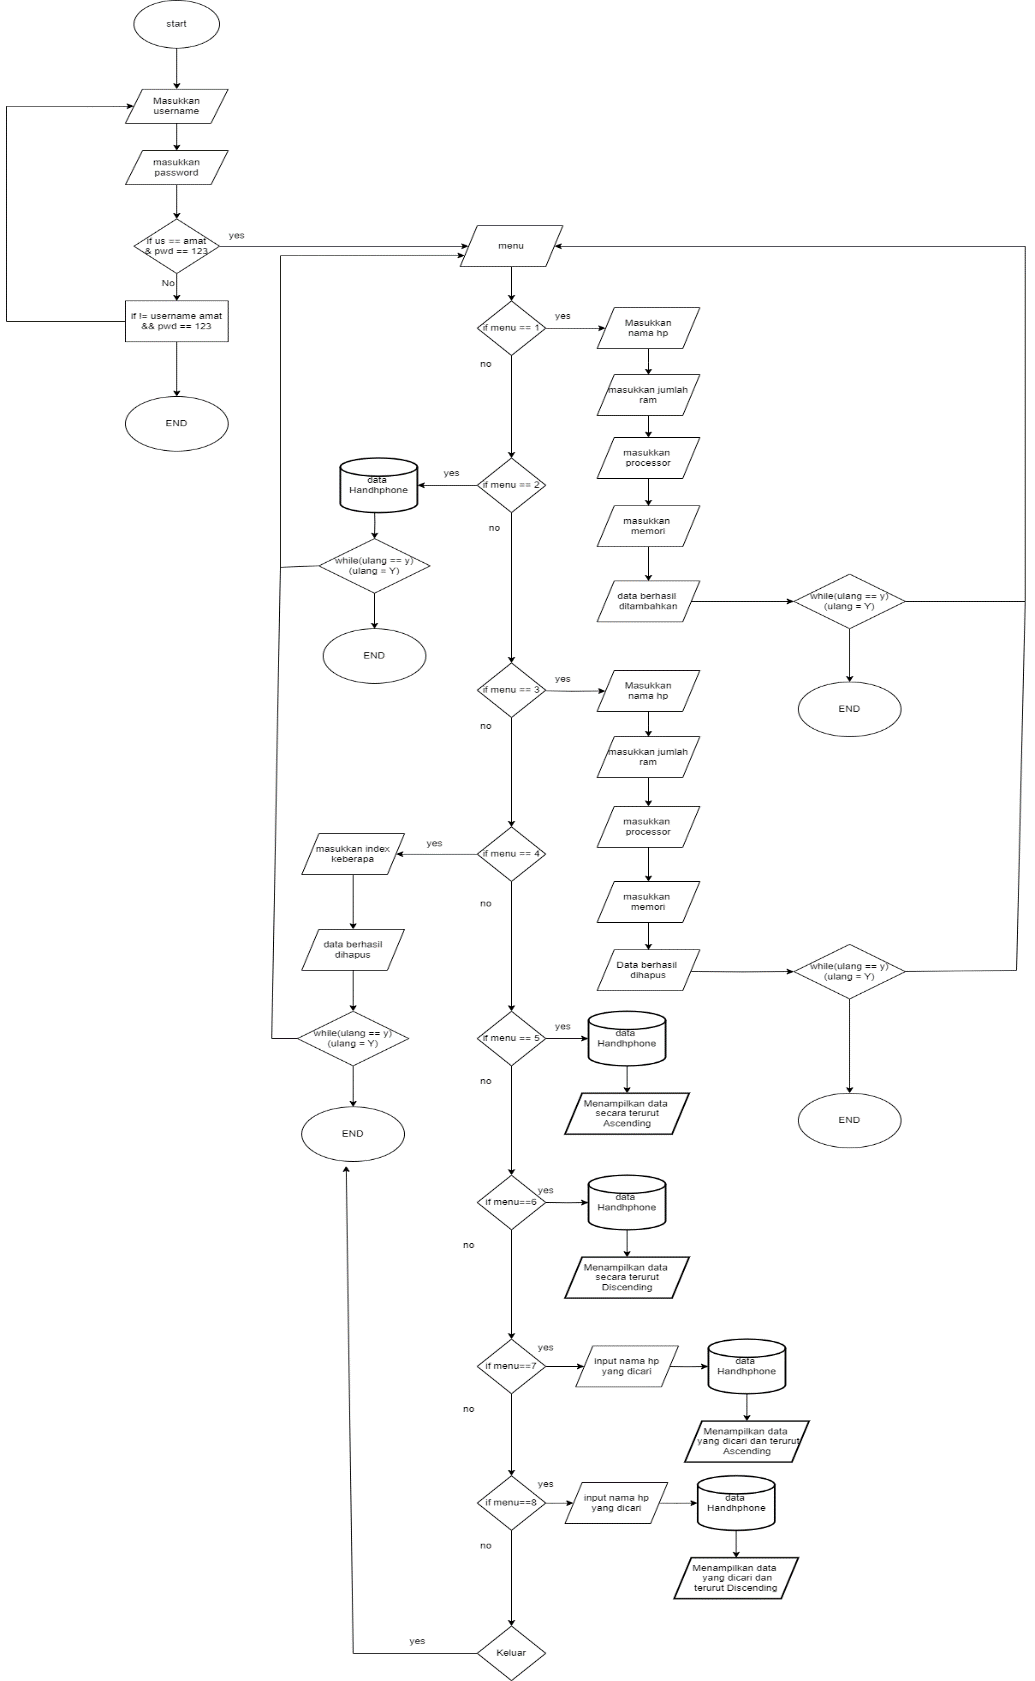 start
Masukkan
username
masukkan
password
if us == amat
& pwd == 123
yes
No
if != username amat
&& pwd == 123
END
menu
if menu == 1
yes
no
Masukkan
nama hp
masukkan jumlah
ram
masukkan
processor
masukkan
memori
data berhasil
ditambahkan
while(ulang == y)
(ulang = Y)
END
if menu == 2
yes
no
data
Handhphone
while(ulang == y)
(ulang = Y)
END
if menu == 3
yes
no
Masukkan
nama hp
masukkan jumlah
ram
masukkan
processor
masukkan
memori
Data berhasil
dihapus
while(ulang == y)
(ulang = Y)
END
if menu == 4
yes
no
masukkan index
keberapa
data berhasil
dihapus
while(ulang == y)
(ulang = Y)
END
if menu == 5
yes
no
data
Handhphone
Menampilkan data
secara terurut
Ascending
if menu==6
yes
no
data
Handhphone
Menampilkan data
secara terurut
Discending
if menu==7
yes
no
input nama hp
yang dicari
data
Handhphone
Menampilkan data
yang dicari dan terurut
Ascending
if menu==8
yes
no
input nama hp
yang dicari
data
Handhphone
Menampilkan data
yang dicari dan
terurut Discending
Keluar
yes